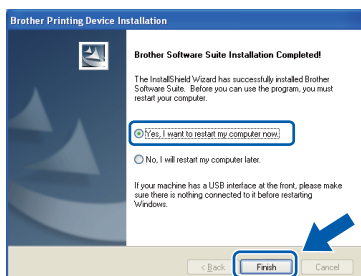 Brother Printing Device Installation
Brother Software Suite Installation Completed!
The InstallShield Wizard has successfully installed Brother
Software Suite. Before you can use the program, you must
restart your computer.
Yes, I want to restart my computer now.
No, I will restart my computer later.
If your machine has a USB interface at the front, please make
sure there is nothing connected to it before restarting
Windows.
< Back Finish Cancel